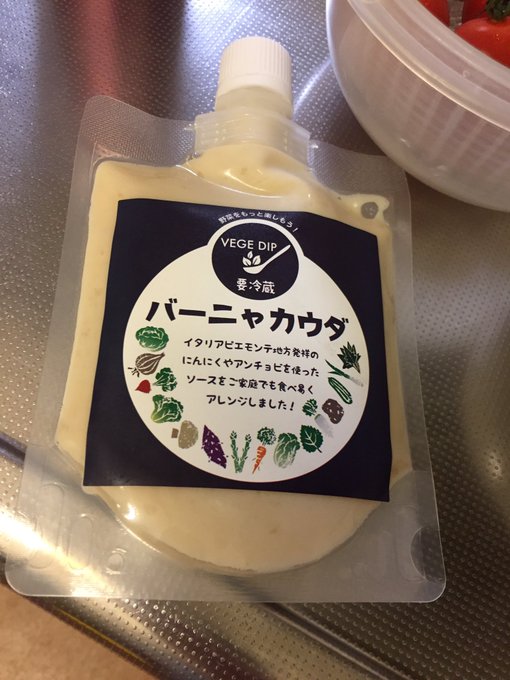 野菜をもっと楽しもう！
VEGE DIP
要冷蔵
バーニャカウダ
イタリアピエモンテ地方発祥の
にんにくやアンチョビを使った
ソースをご家庭でも食べ易く
アレンジしました！